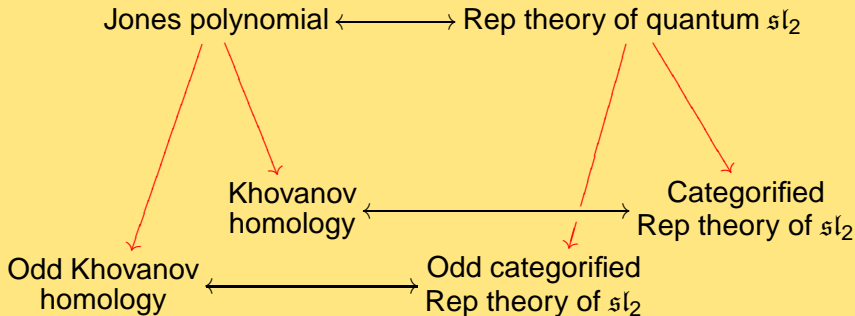 Jones polynomial Rep theory of quantum 𝔰𝔩₂
Khovanov
homology
Categorified
Rep theory of 𝔰𝔩₂
Odd Khovanov
homology
Odd categorified
Rep theory of 𝔰𝔩₂